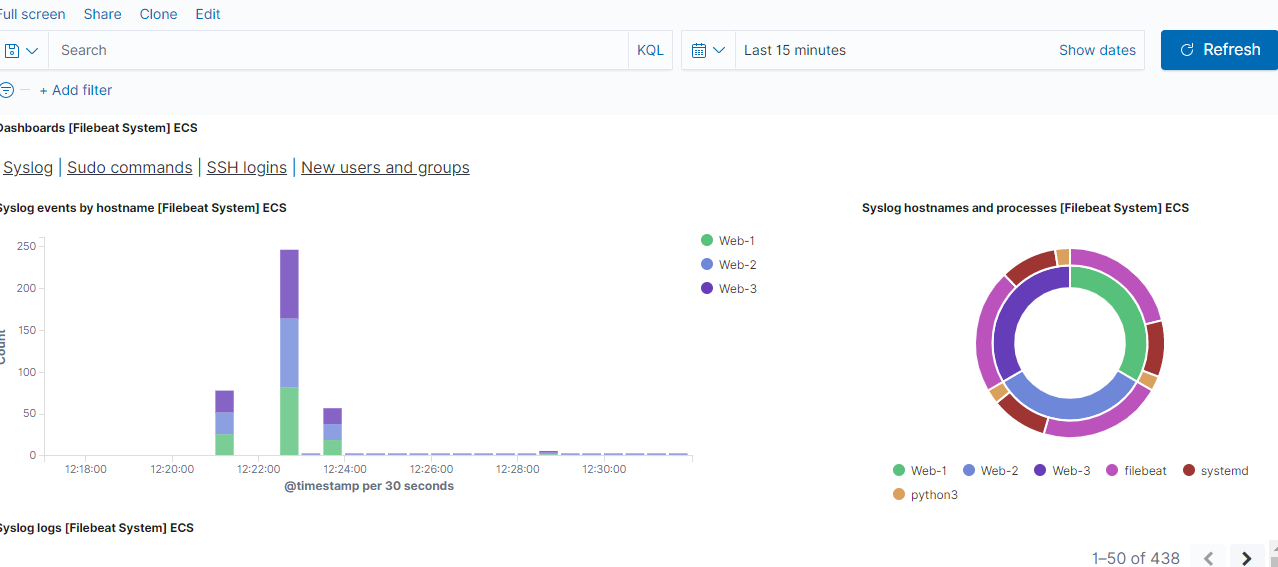 Full screen Share Clone Edit
Search KQL Last 15 minutes Show dates Refresh
+ Add filter
Dashboards [Filebeat System] ECS
Syslog | Sudo commands | SSH logins | New users and groups
Syslog events by hostname [Filebeat System] ECS
Syslog hostnames and processes [Filebeat System] ECS
250
200
150
100
50
0
Count
12:18:00 12:20:00 12:22:00 12:24:00 12:26:00 12:28:00 12:30:00
@timestamp per 30 seconds
Web-1
Web-2
Web-3
Web-1 Web-2 Web-3 filebeat systemd
python3
Syslog logs [Filebeat System] ECS
1–50 of 438